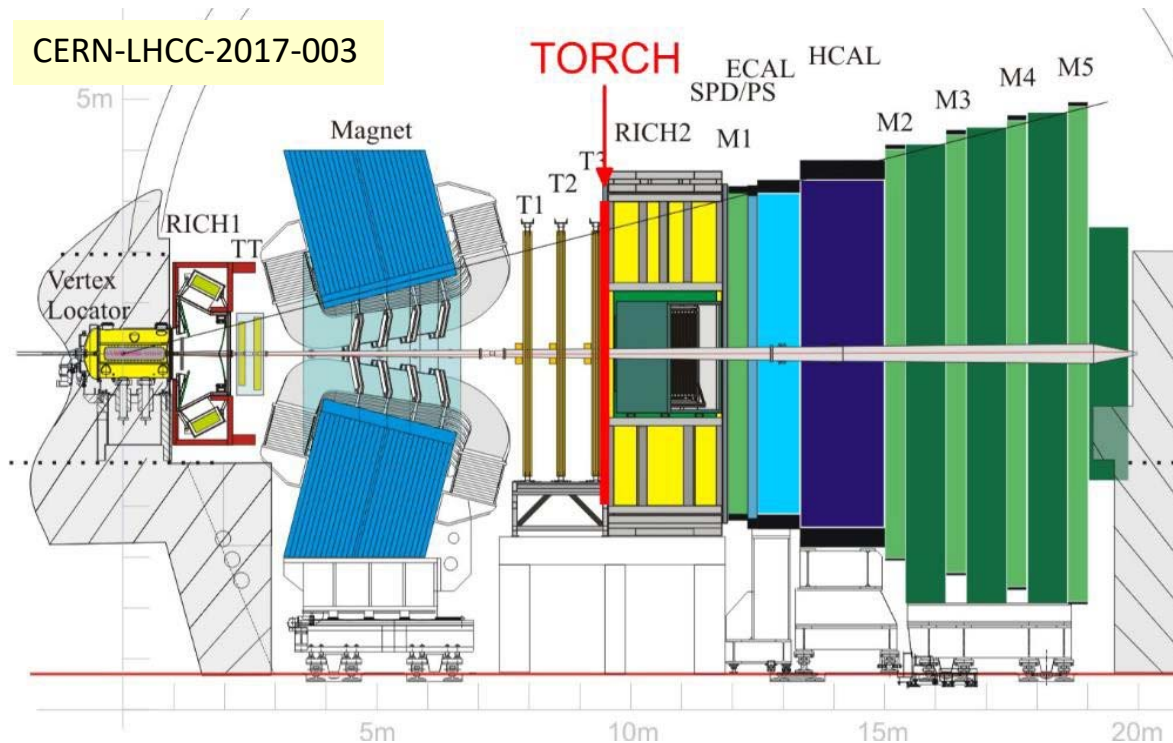 CERN-LHCC-2017-003
TORCH
ECAL
HCAL
SPD/PS
M5
M4
M3
5m
Magnet
RICH2
M1
M2
T3
T2
T1
RICH1
TT
Vertex
Locator
5m
10m
15m
20m